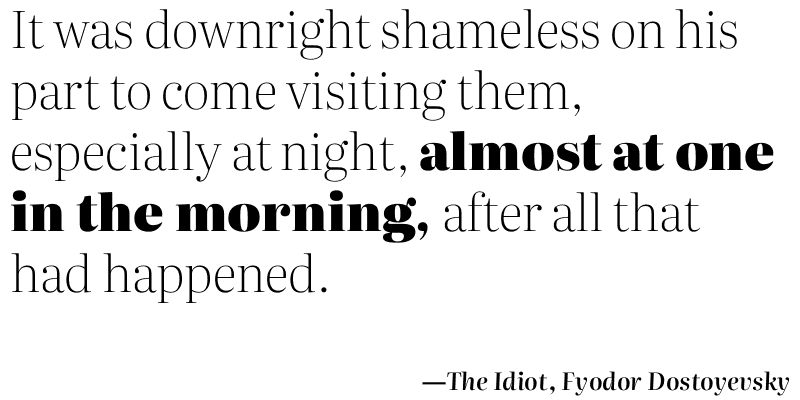 It was downright shameless on his
part to come visiting them,
especially at night, almost at one
in the morning, after all that
had happened.
—The Idiot, Fyodor Dostoyevsky